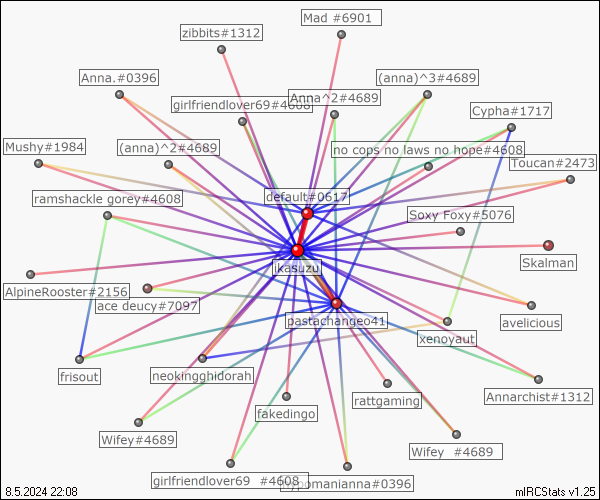 Mad #6901
zibbits#1312
Anna.#0396
(anna)^3#4689
girlfriendlover69#4608
Anna^2#4689
Cypha#1717
Mushy#1984
(anna)^2#4689
no cops no laws no hope#4608
Toucan#2473
ramshackle gorey#4608
default#0617
Soxy Foxy#5076
Skalman
ikasuzu
AlpineRooster#2156
ace deucy#7097
pastachangeo41
avelicious
xenoyaut
frisout
neokingghidorah
rattgaming
Annarchist#1312
fakedingo
Wifey#4689
Wifey #4689
girlfriendlover69 #4608
hypomanianna#0396
8.5.2024 22:08
mIRCStats v1.25